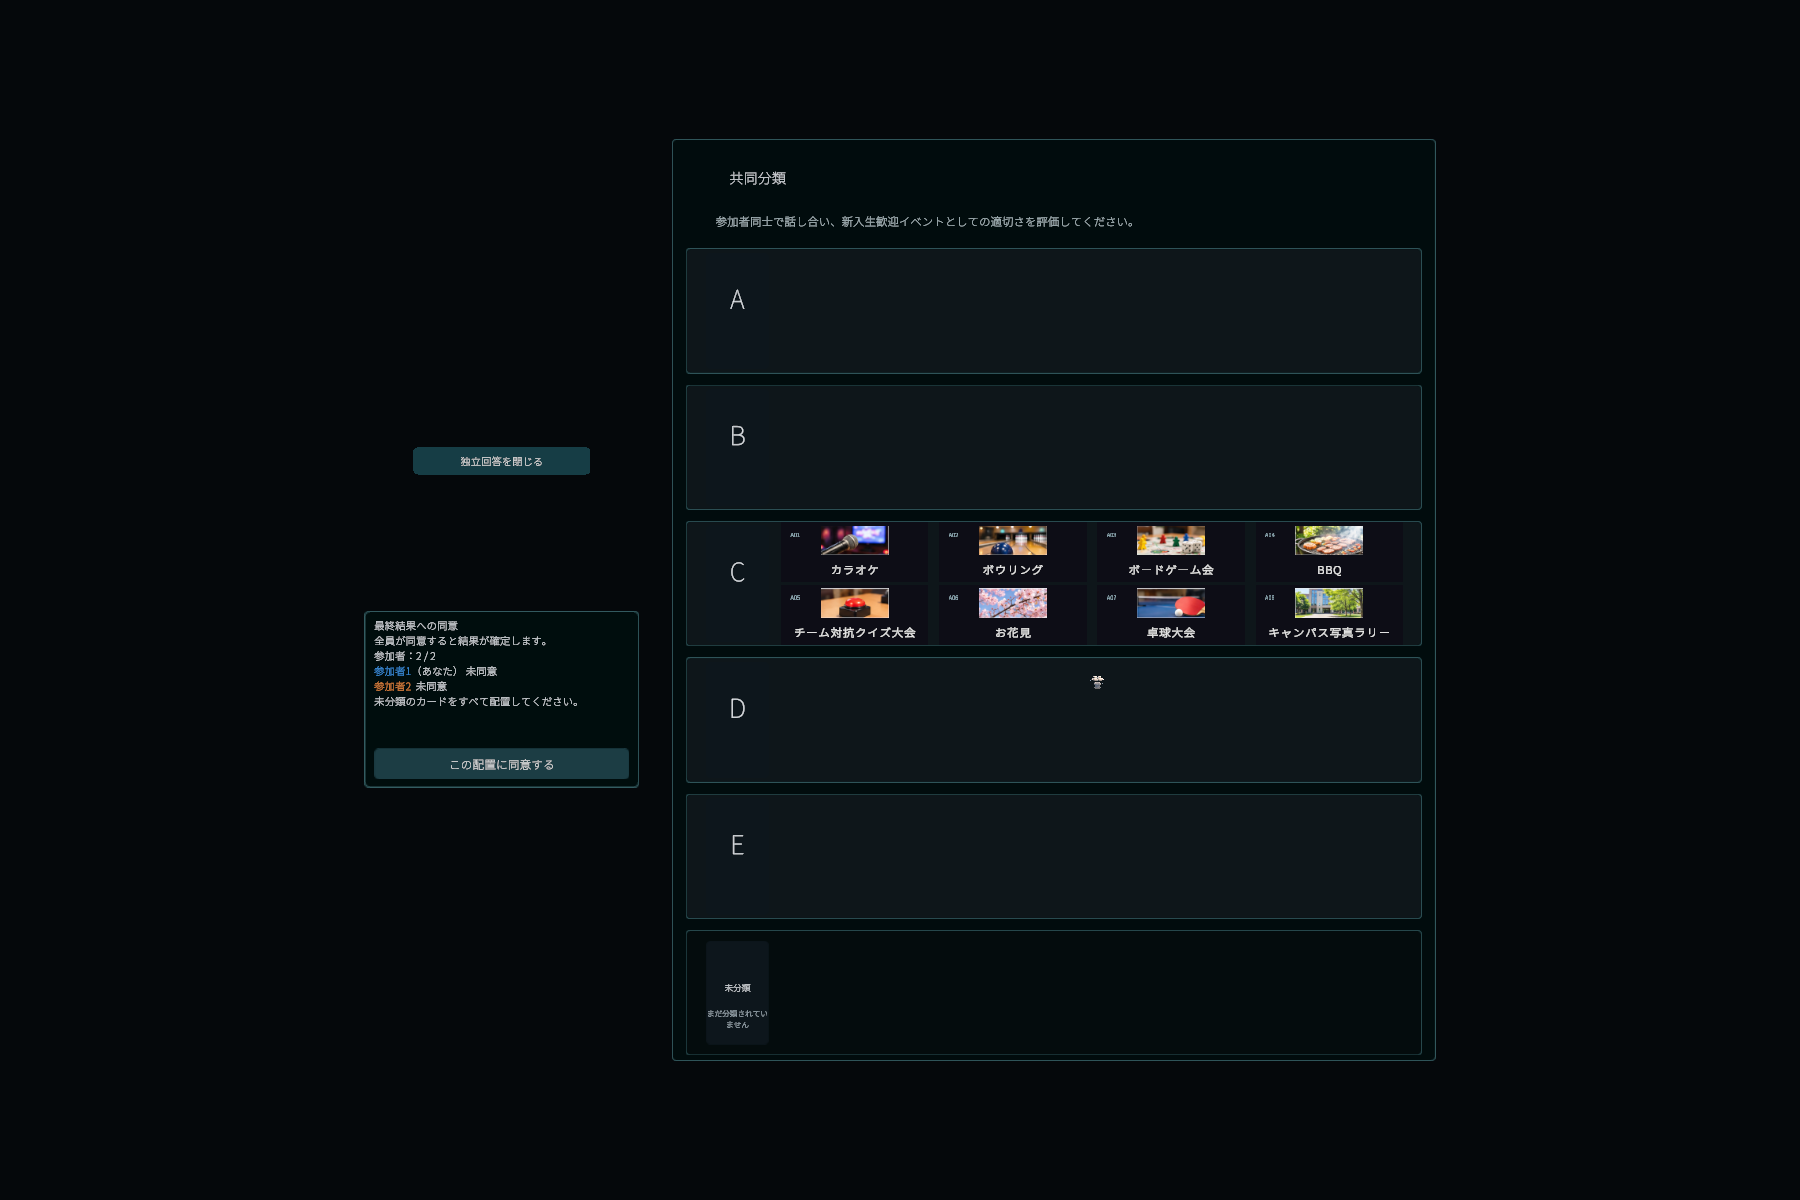 共同分類
参加者同士で話し合い、新入生歓迎イベントとしての適切さを評価してください。
A
B
独立回答を閉じる
C
A01
カラオケ
A02
ボウリング
A03
ボードゲーム会
A04
BBQ
A05
チーム対抗クイズ大会
A06
お花見
A07
卓球大会
A08
キャンパス写真ラリー
最終結果への同意
全員が同意すると結果が確定します。
参加者：2/2
参加者1（あなた） 未同意
参加者2 未同意
未分類のカードをすべて配置してください。
この配置に同意する
D
E
未分類
まだ分類されてい
ません